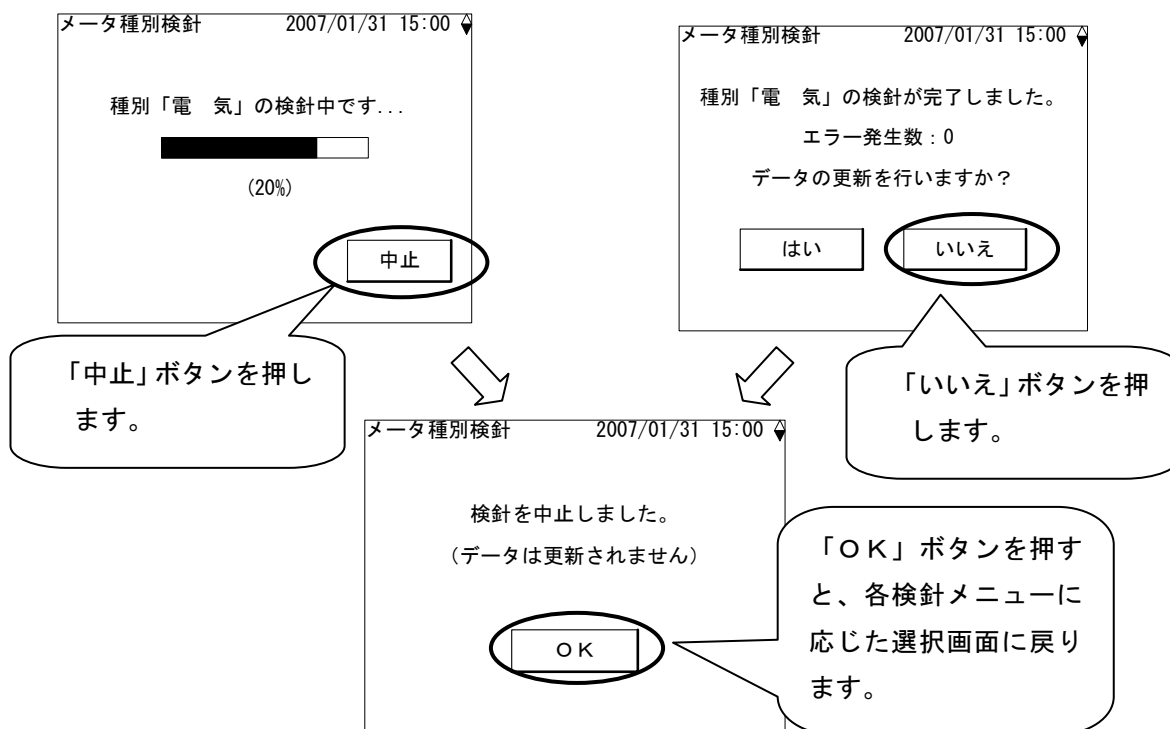 メータ種別検針 2007/01/31 15:00
種別「電　気」の検針中です...
(20%)
中止
「中止」ボタンを押し
ます。
メータ種別検針 2007/01/31 15:00
種別「電　気」の検針が完了しました。
エラー発生数：0
データの更新を行いますか？
はい
いいえ
「いいえ」ボタンを押
します。
メータ種別検針 2007/01/31 15:00
検針を中止しました。
（データは更新されません）
ＯＫ
「ＯＫ」ボタンを押す
と、各検針メニューに
応じた選択画面に戻り
ます。